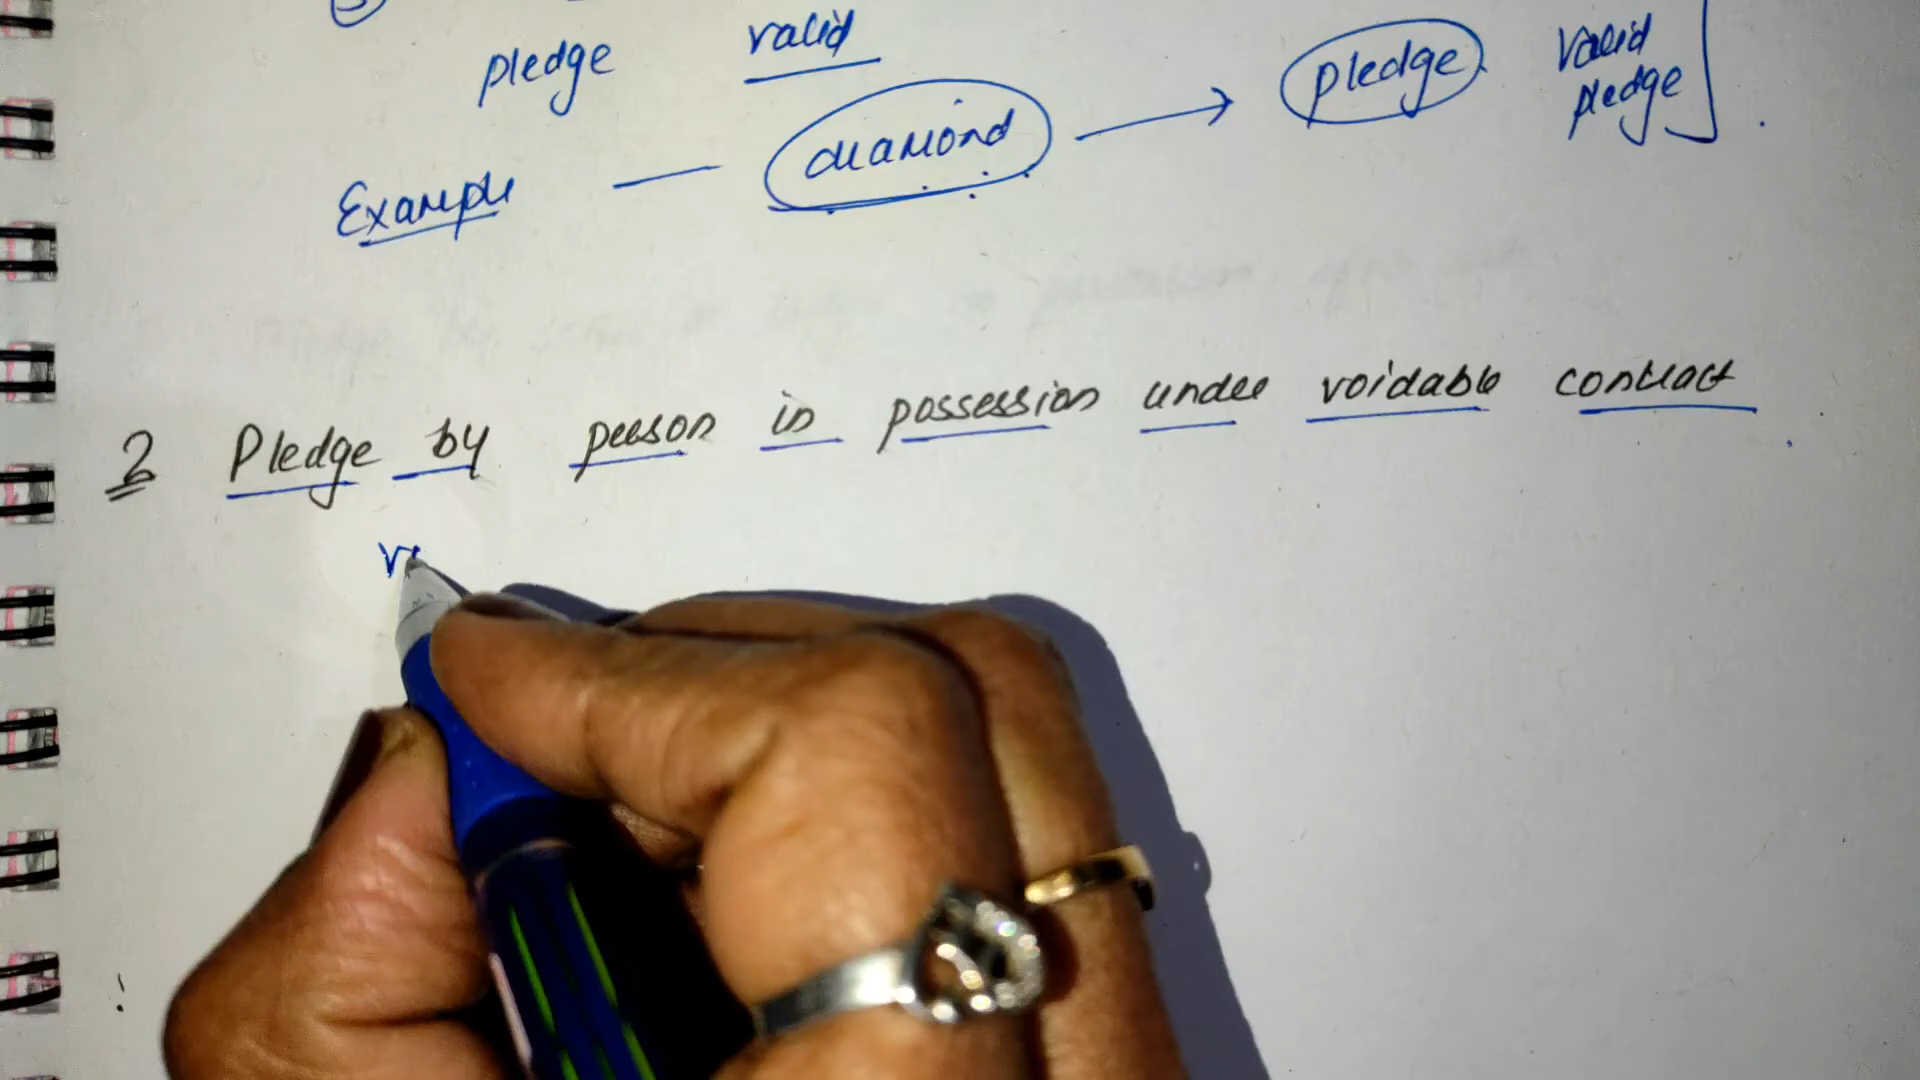 pledge valid pledge valid pledge
Example — diamond →
2 Pledge by person in possession under voidable contract
v